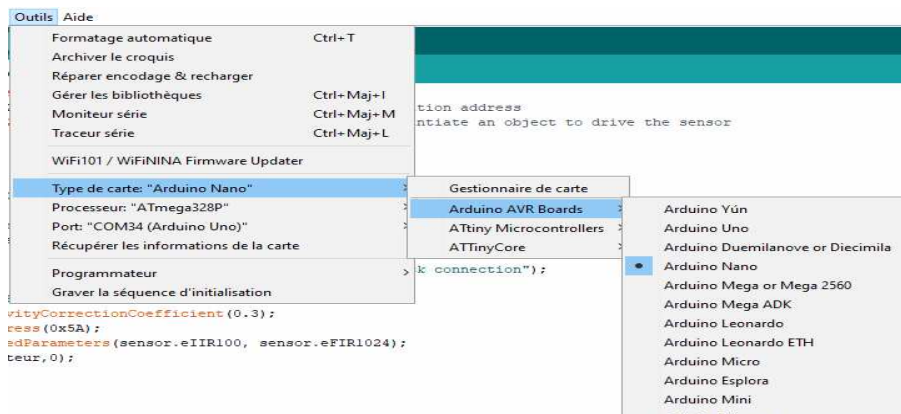 Outils Aide
Formatage automatique Ctrl+T
Archiver le croquis
Réparer encodage & recharger
Gérer les bibliothèques Ctrl+Maj+I
Moniteur série Ctrl+Maj+M
Traceur série Ctrl+Maj+L
WiFi101 / WiFiNINA Firmware Updater
Type de carte: "Arduino Nano"
Processeur: "ATmega328P"
Port: "COM34 (Arduino Uno)"
Récupérer les informations de la carte
Programmateur
Graver la séquence d'initialisation
Gestionnaire de carte
Arduino AVR Boards
ATtiny Microcontrollers
ATTinyCore
Arduino Yún
Arduino Uno
Arduino Duemilanove or Diecimila
Arduino Nano
Arduino Mega or Mega 2560
Arduino Mega ADK
Arduino Leonardo
Arduino Leonardo ETH
Arduino Micro
Arduino Esplora
Arduino Mini
tion address
ntiate an object to drive the sensor
k connection");
vityCorrectionCoefficient(0.3);
ress(0x5A);
edParameters(sensor.eIIR100, sensor.eFIR1024);
teur,0);